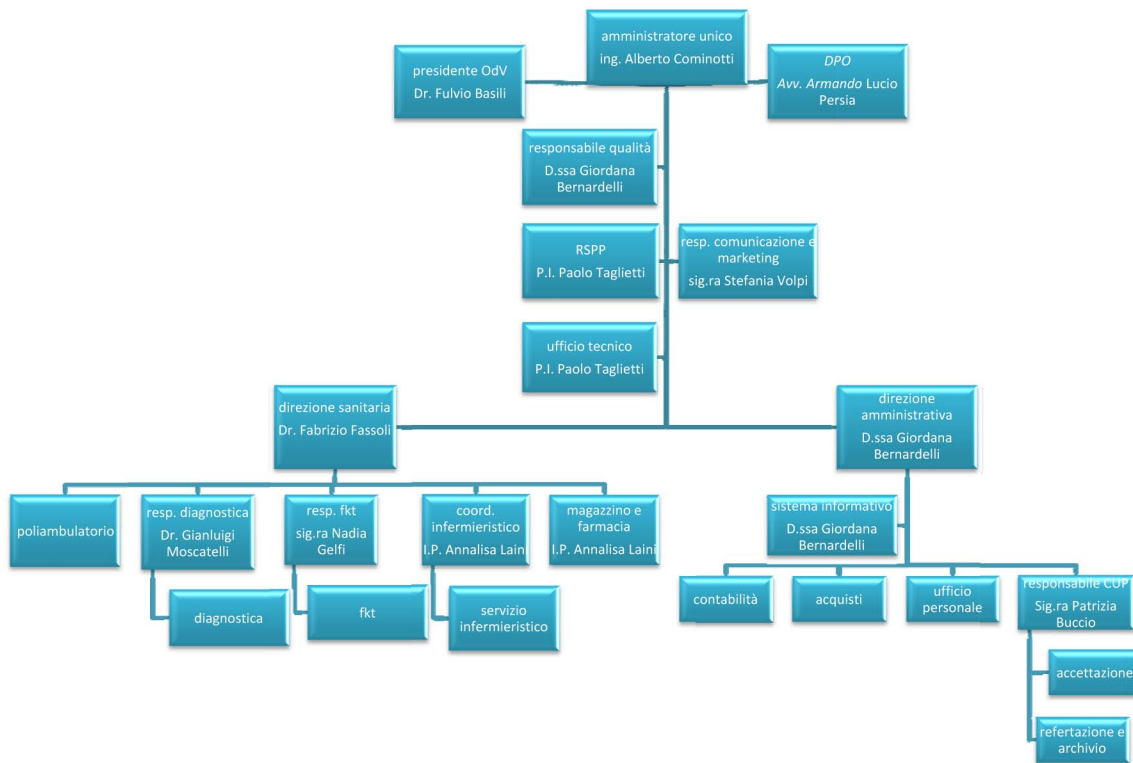 amministratore unico
ing. Alberto Cominotti
presidente OdV
Dr. Fulvio Basili
DPO
Avv. Armando Lucio
Persia
responsabile qualità
D.ssa Giordana
Bernardelli
RSPP
P.I. Paolo Taglietti
resp. comunicazione e
marketing
sig.ra Stefania Volpi
ufficio tecnico
P.I. Paolo Taglietti
direzione sanitaria
Dr. Fabrizio Fassoli
direzione
amministrativa
D.ssa Giordana
Bernardelli
poliambulatorio
resp. diagnostica
Dr. Gianluigi
Moscatelli
resp. fkt
sig.ra Nadia
Gelfi
coord.
infermieristico
I.P. Annalisa Laini
magazzino e
farmacia
I.P. Annalisa Laini
sistema informativo
D.ssa Giordana
Bernardelli
diagnostica
fkt
servizio
infermieristico
contabilità
acquisti
ufficio
personale
responsabile CUP
Sig.ra Patrizia
Buccio
accettazione
refertazione e
archivio